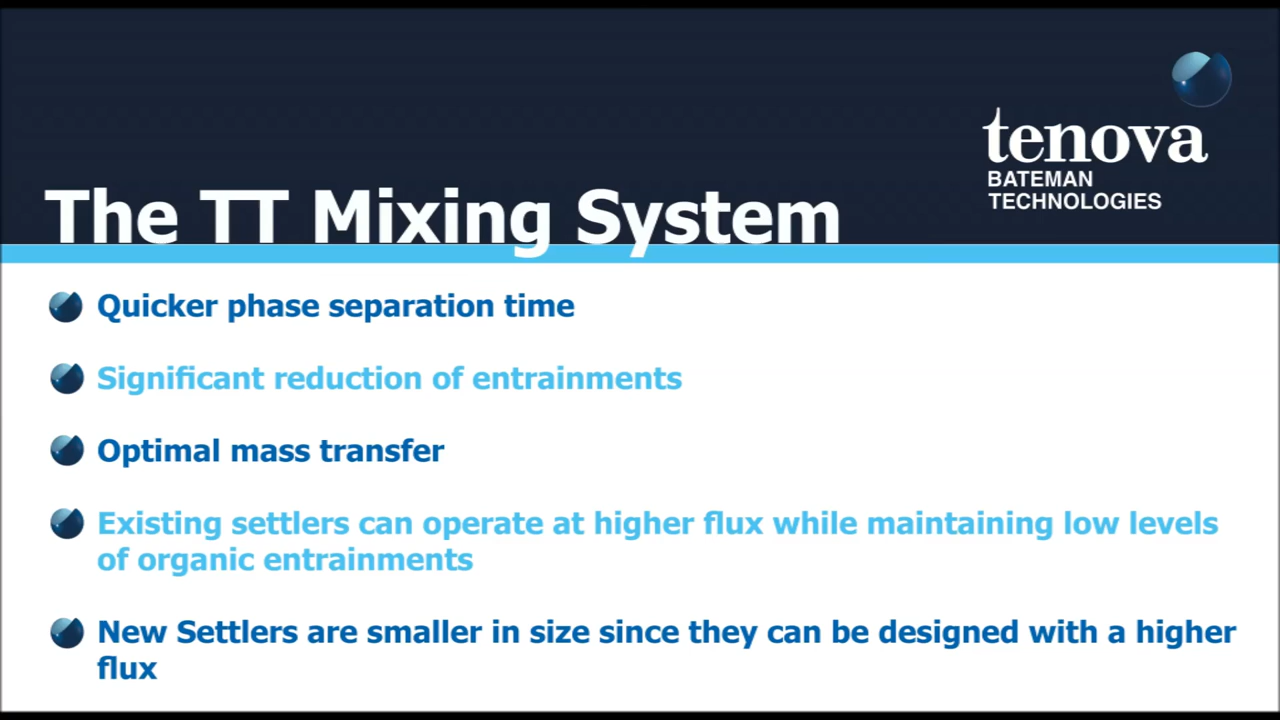 tenova
BATEMAN
TECHNOLOGIES
The TT Mixing System
Quicker phase separation time
Significant reduction of entrainments
Optimal mass transfer
Existing settlers can operate at higher flux while maintaining low levels
of organic entrainments
New Settlers are smaller in size since they can be designed with a higher
flux